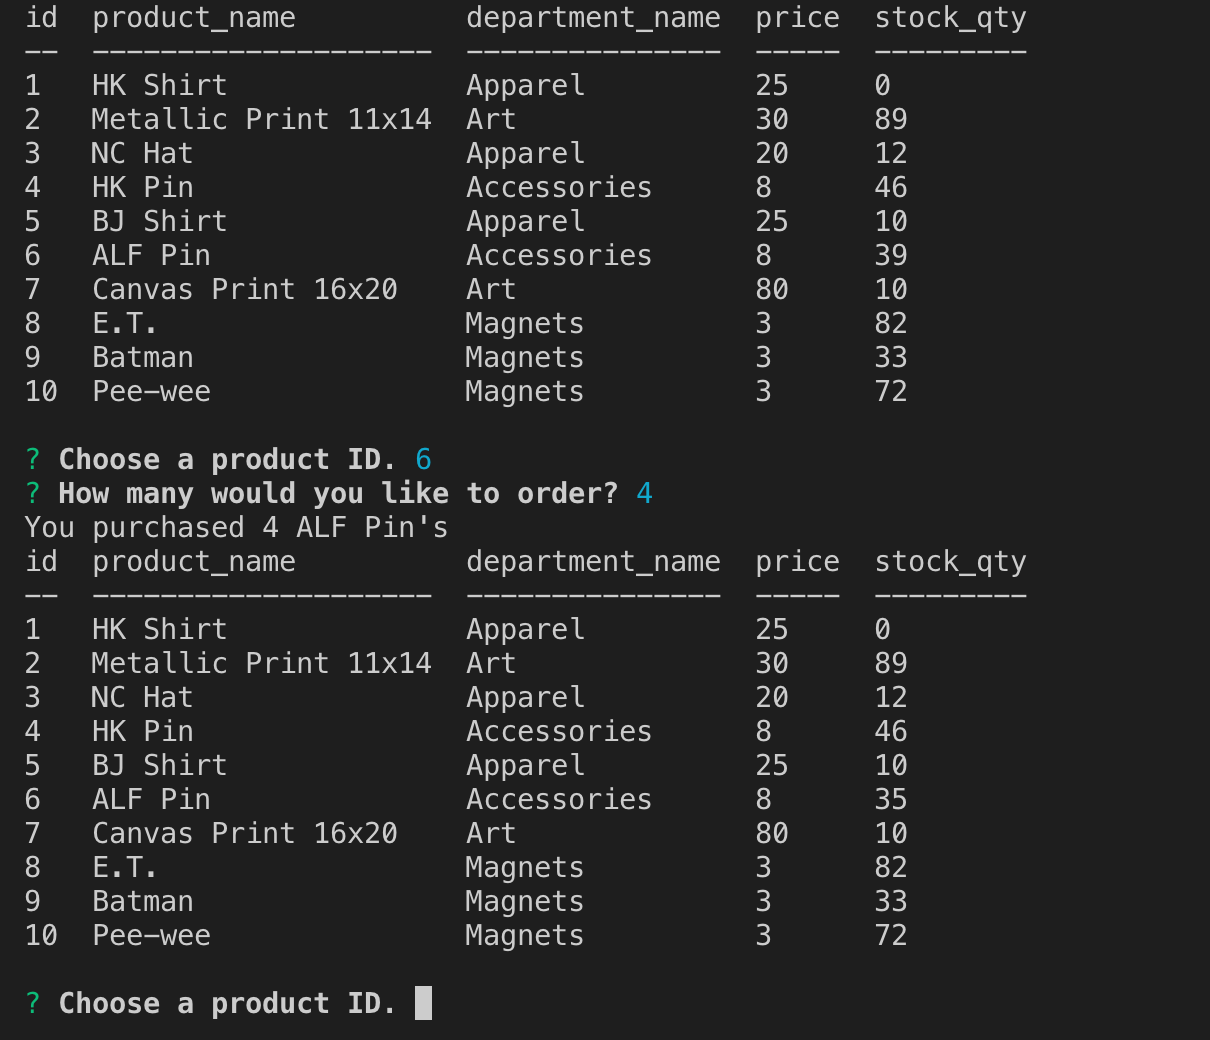 id  product_name          department_name  price  stock_qty
--  --------------------  ---------------  -----  ---------
1   HK Shirt              Apparel          25     0
2   Metallic Print 11x14  Art              30     89
3   NC Hat                Apparel          20     12
4   HK Pin                Accessories      8      46
5   BJ Shirt              Apparel          25     10
6   ALF Pin               Accessories      8      39
7   Canvas Print 16x20    Art              80     10
8   E.T.                  Magnets          3      82
9   Batman                Magnets          3      33
10  Pee-wee               Magnets          3      72
? Choose a product ID. 6
? How many would you like to order? 4
You purchased 4 ALF Pin's
id  product_name          department_name  price  stock_qty
--  --------------------  ---------------  -----  ---------
1   HK Shirt              Apparel          25     0
2   Metallic Print 11x14  Art              30     89
3   NC Hat                Apparel          20     12
4   HK Pin                Accessories      8      46
5   BJ Shirt              Apparel          25     10
6   ALF Pin               Accessories      8      35
7   Canvas Print 16x20    Art              80     10
8   E.T.                  Magnets          3      82
9   Batman                Magnets          3      33
10  Pee-wee               Magnets          3      72
? Choose a product ID.